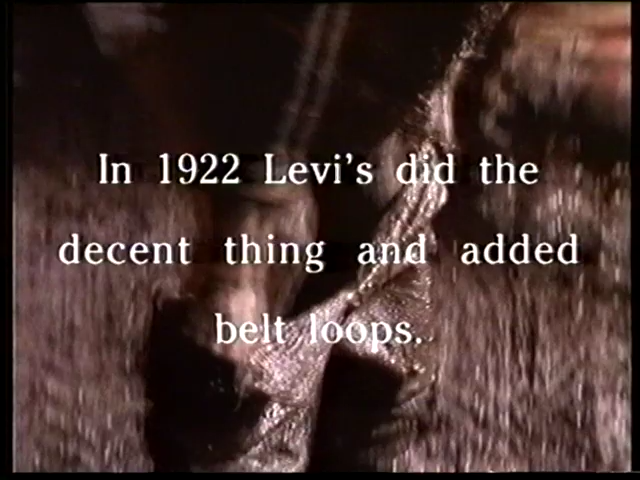 In 1922 Levi's did the
decent thing and added
belt loops.